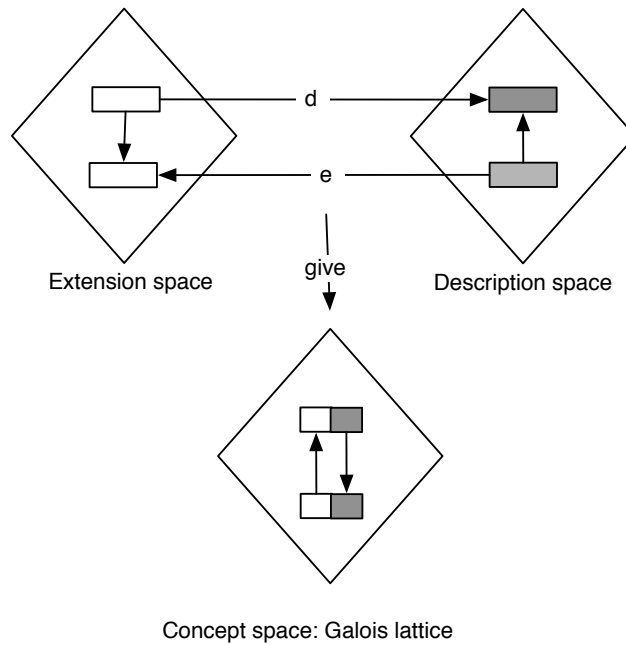 d
e
Extension space
Description space
give
Concept space: Galois lattice